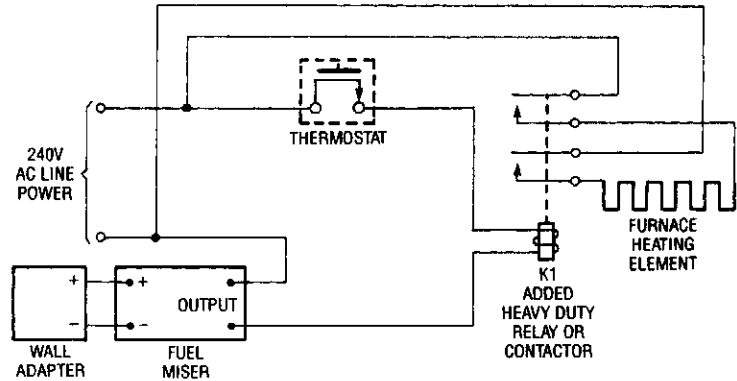 THERMOSTAT
240V
AC LINE
POWER
FURNACE
HEATING
ELEMENT
+
+
OUTPUT
−
−
K1
ADDED
HEAVY DUTY
RELAY OR
CONTACTOR
WALL
ADAPTER
FUEL
MISER